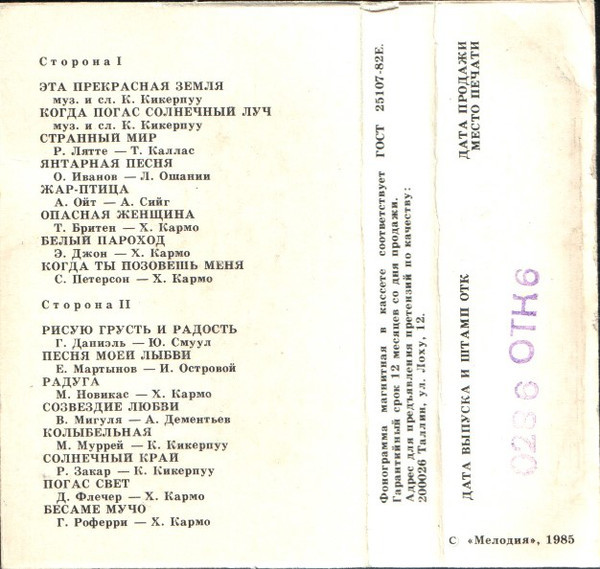 Сторона I
ЭТА ПРЕКРАСНАЯ ЗЕМЛЯ
муз. и сл. К. Кикерпуу
КОГДА ПОГАС СОЛНЕЧНЫЙ ЛУЧ
муз. и сл. К. Кикерпуу
СТРАННЫЙ МИР
Р. Лятте — Т. Каллас
ЯНТАРНАЯ ПЕСНЯ
О. Иванов — Л. Ошании
ЖАР-ПТИЦА
А. Ойт — А. Сийг
ОПАСНАЯ ЖЕНЩИНА
Т. Бритен — Х. Кармо
БЕЛЫЙ ПАРОХОД
Э. Джон — Х. Кармо
КОГДА ТЫ ПОЗОВЕШЬ МЕНЯ
С. Петерсон — Х. Кармо
Сторона II
РИСУЮ ГРУСТЬ И РАДОСТЬ
Г. Даниэль — Ю. Смуул
ПЕСНЯ МОЕЙ ЛЫБВИ
Е. Мартынов — И. Островой
РАДУГА
М. Новикас — Х. Кармо
СОЗВЕЗДИЕ ЛЮБВИ
В. Мигуля — А. Дементьев
КОЛЫБЕЛЬНАЯ
М. Муррей — К. Кикерпуу
СОЛНЕЧНЫЙ КРАЙ
Р. Закар — К. Кикерпуу
ПОГАС СВЕТ
Д. Флечер — Х. Кармо
БЕСАМЕ МУЧО
Г. Роферри — Х. Кармо
Фонограмма магнитная в кассете соответствует ГОСТ 25107-82Е.
Гарантийный срок 12 месяцев со дня продажи.
Адрес для предъявления претензий по качеству:
200026 Таллин, ул. Лоху, 12.
ДАТА ВЫПУСКА И ШТАМП ОТК
ДАТА ПРОДАЖИ
МЕСТО ПЕЧАТИ
0286 ОТК6
С «Мелодия», 1985